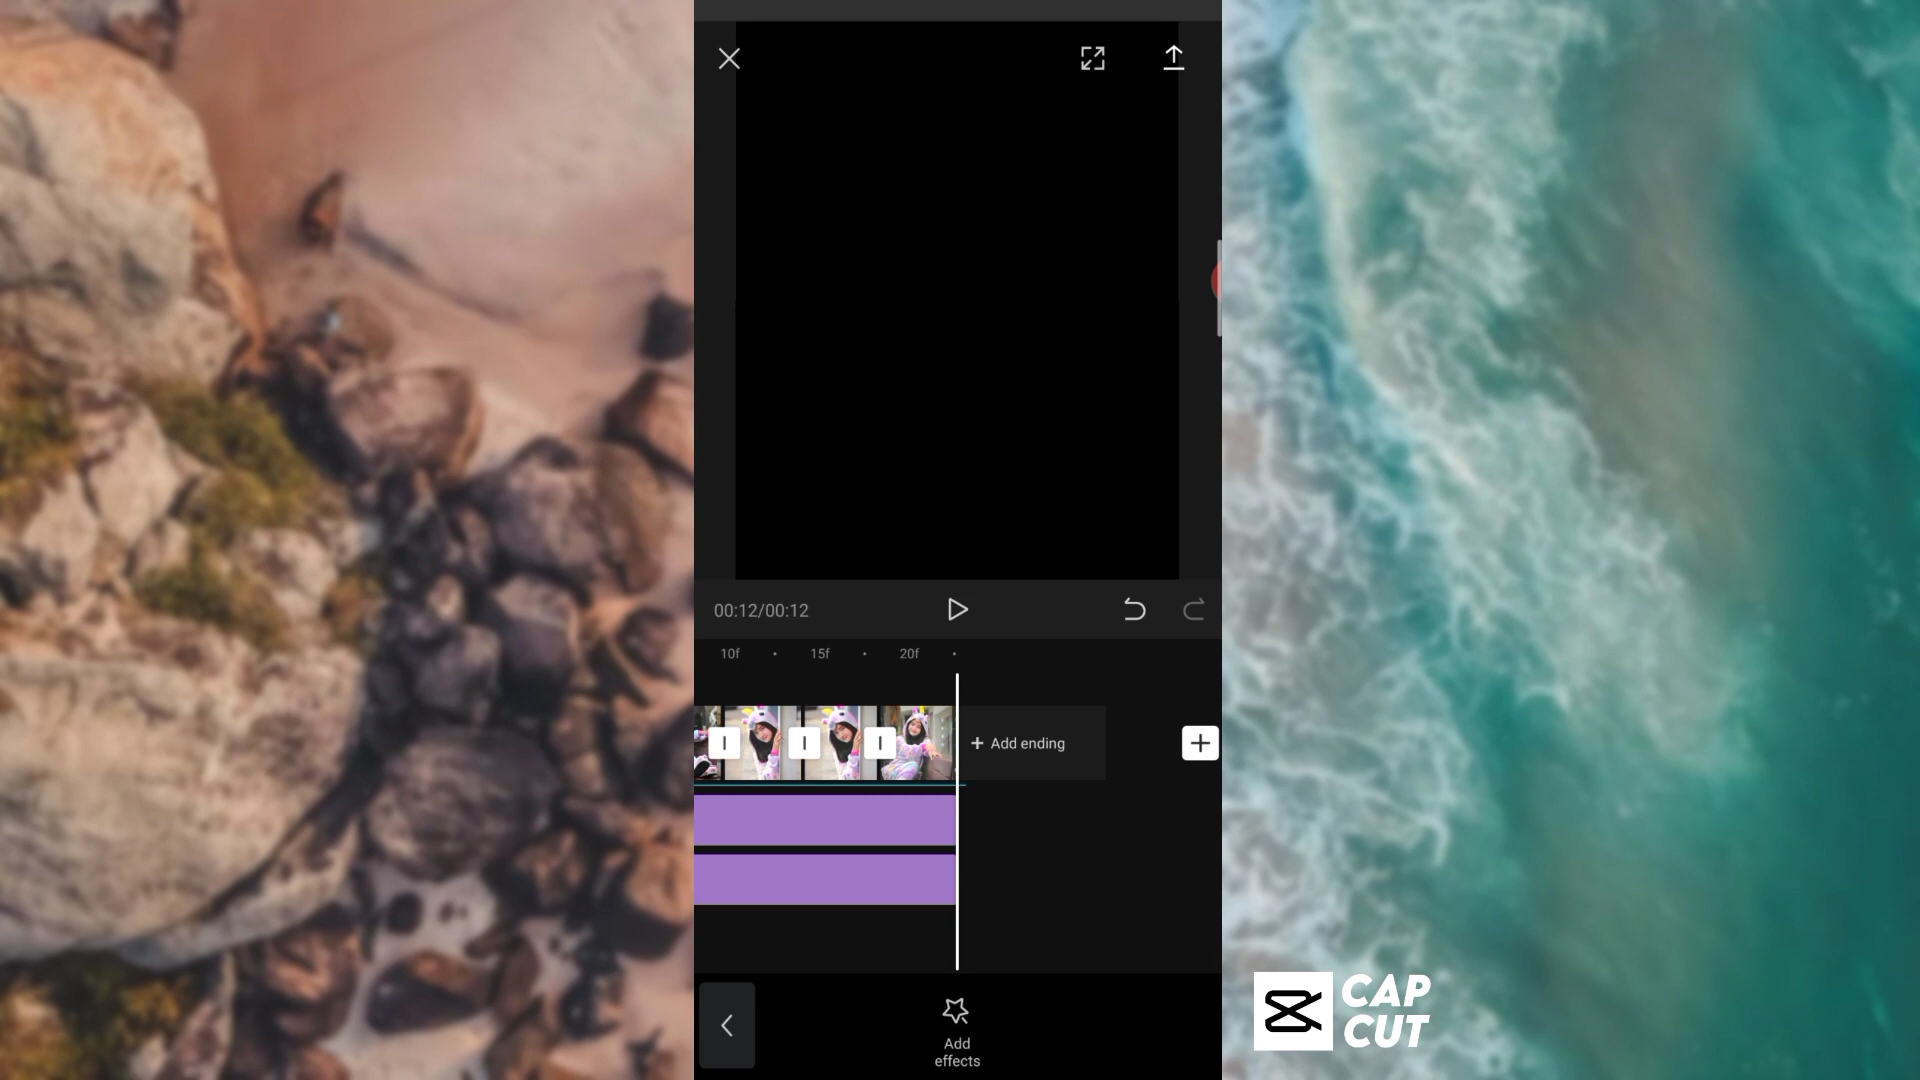 00:12/00:12
10f
15f
20f
+ Add ending
Add
effects
CAP
CUT